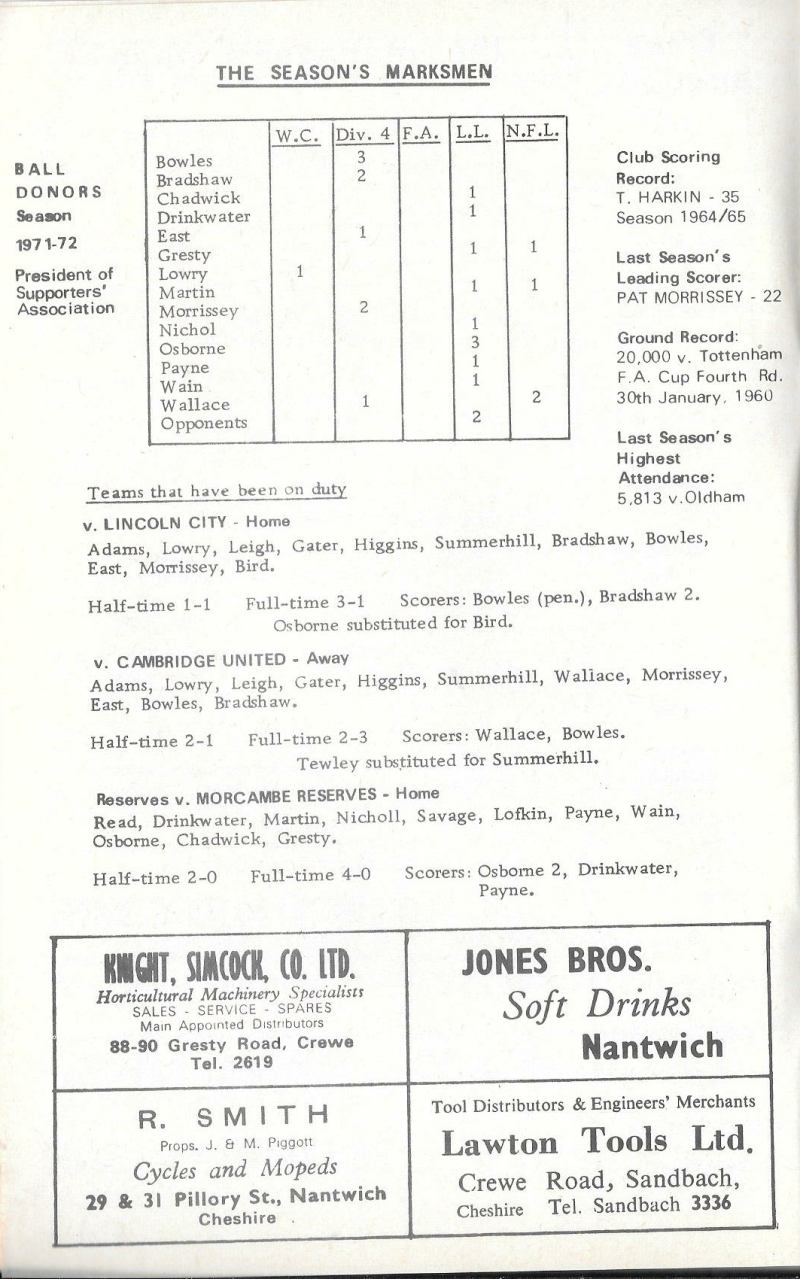 THE SEASON'S MARKSMEN
BALL
DONORS
Season
1971-72
President of
Supporters'
Association
W.C. Div. 4 F.A. L.L. N.F.L.
Bowles 3
Bradshaw 2
Chadwick 1
Drinkwater 1
East 1
Gresty 1 1
Lowry 1
Martin 1 1
Morrissey 2
Nichol 1
Osborne 3
Payne 1
Wain 1
Wallace 1 2
Opponents 2
Club Scoring
Record:
T. HARKIN - 35
Season 1964/65
Last Season's
Leading Scorer:
PAT MORRISSEY - 22
Ground Record:
20,000 v. Tottenham
F.A. Cup Fourth Rd.
30th January, 1960
Last Season's
Highest
Attendance:
5,813 v.Oldham
Teams that have been on duty
v. LINCOLN CITY - Home
Adams, Lowry, Leigh, Gater, Higgins, Summerhill, Bradshaw, Bowles,
East, Morrissey, Bird.
Half-time 1-1 Full-time 3-1 Scorers: Bowles (pen.), Bradshaw 2.
Osborne substituted for Bird.
v. CAMBRIDGE UNITED - Away
Adams, Lowry, Leigh, Gater, Higgins, Summerhill, Wallace, Morrissey,
East, Bowles, Bradshaw.
Half-time 2-1 Full-time 2-3 Scorers: Wallace, Bowles.
Tewley substituted for Summerhill.
Reserves v. MORCAMBE RESERVES - Home
Read, Drinkwater, Martin, Nicholl, Savage, Lofkin, Payne, Wain,
Osborne, Chadwick, Gresty.
Half-time 2-0 Full-time 4-0 Scorers: Osborne 2, Drinkwater,
Payne.
KNIGHT, SIMCOCK, CO. LTD.
Horticultural Machinery Specialists
SALES - SERVICE - SPARES
Main Appointed Distributors
88-90 Gresty Road, Crewe
Tel. 2619
JONES BROS.
Soft Drinks
Nantwich
R. SMITH
Props. J. & M. Piggott
Cycles and Mopeds
29 & 31 Pillory St., Nantwich
Cheshire .
Tool Distributors & Engineers' Merchants
Lawton Tools Ltd.
Crewe Road, Sandbach,
Cheshire Tel. Sandbach 3336